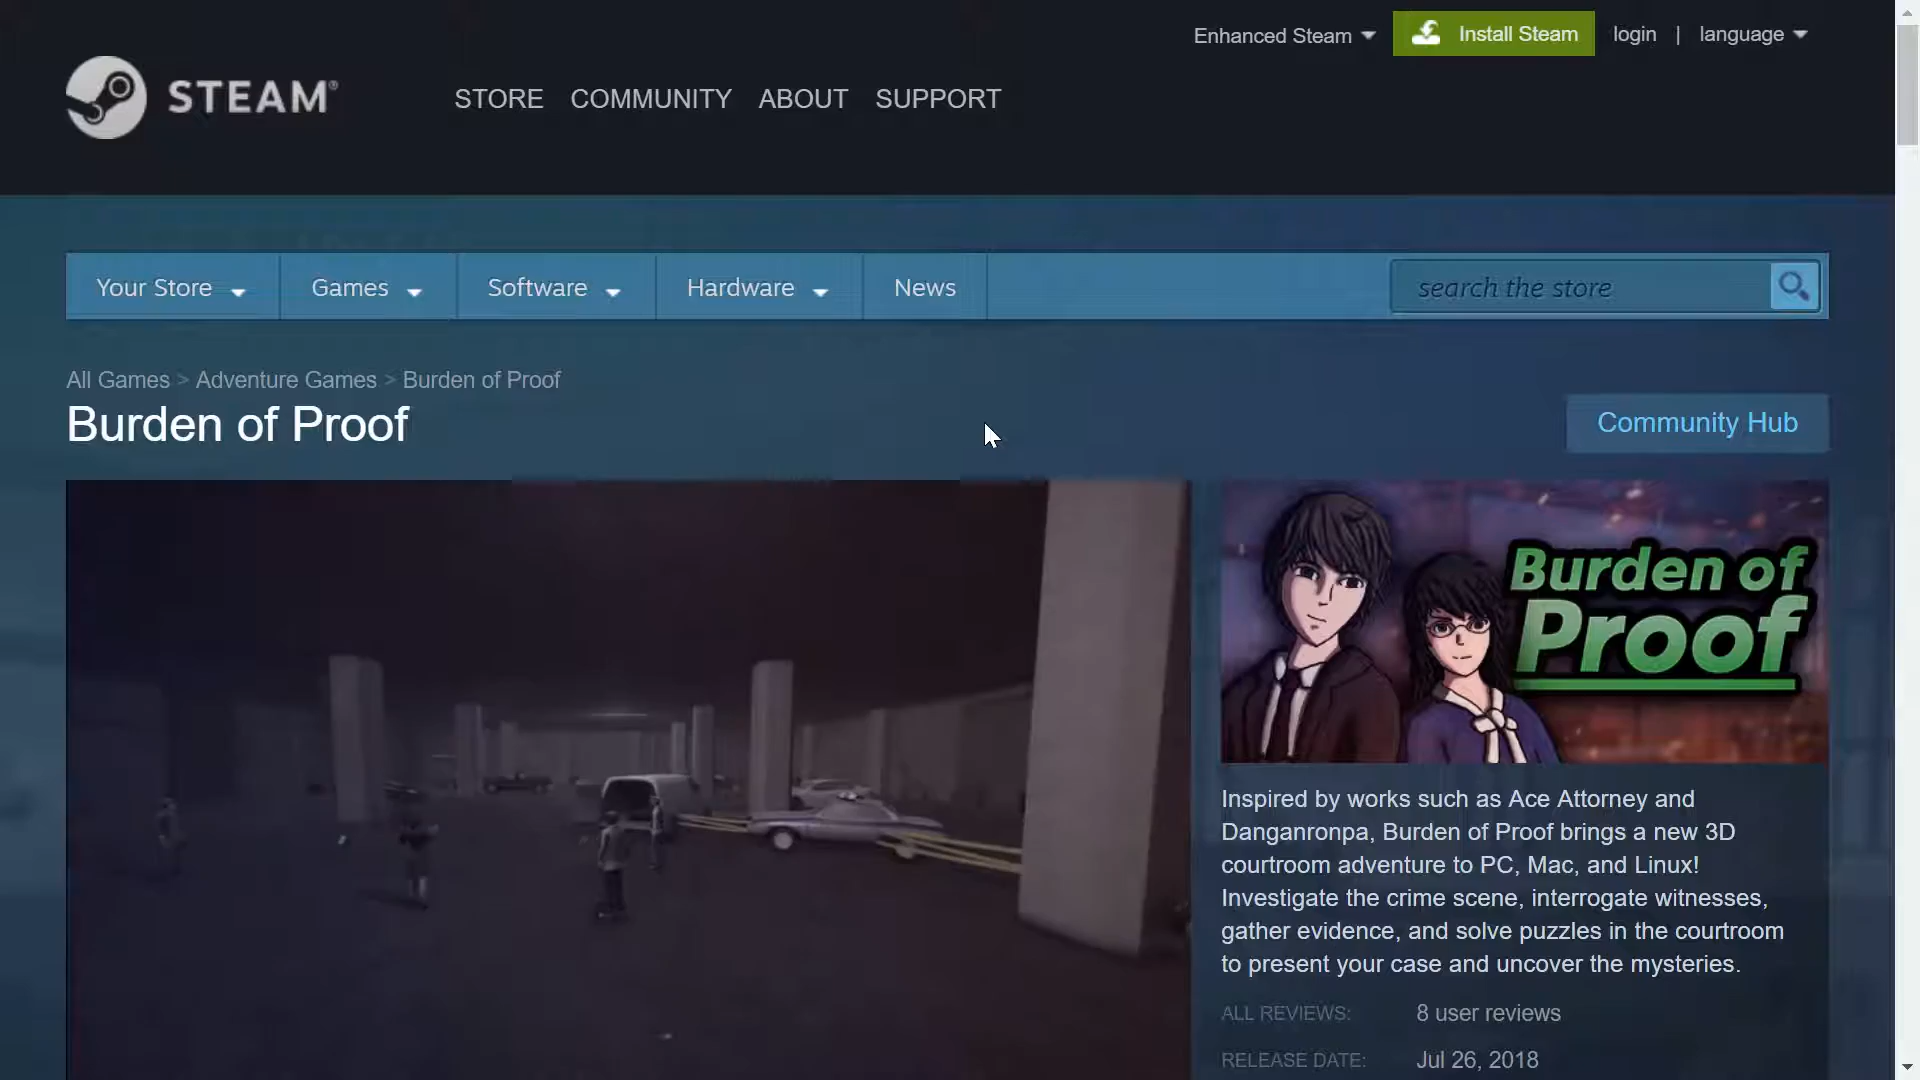 Enhanced Steam
Install Steam
login | language
STEAM®
STORE COMMUNITY ABOUT SUPPORT
Your Store Games Software Hardware News
search the store
All Games > Adventure Games > Burden of Proof
Burden of Proof
Community Hub
Burden of
Proof
Inspired by works such as Ace Attorney and
Danganronpa, Burden of Proof brings a new 3D
courtroom adventure to PC, Mac, and Linux!
Investigate the crime scene, interrogate witnesses,
gather evidence, and solve puzzles in the courtroom
to present your case and uncover the mysteries.
ALL REVIEWS: 8 user reviews
RELEASE DATE: Jul 26, 2018